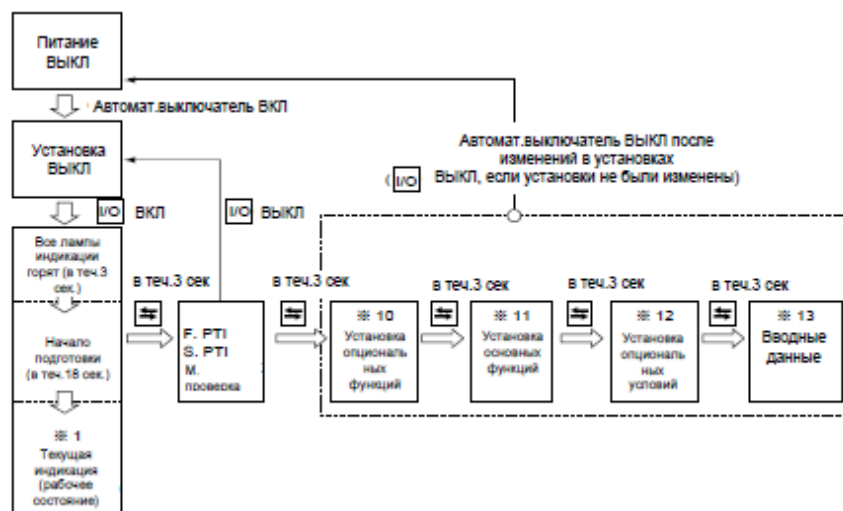 Питание
ВЫКЛ
Автомат.выключатель ВКЛ
Установка
ВЫКЛ
I/O ВКЛ
I/O ВЫКЛ
Автомат.выключатель ВЫКЛ после
изменений в установках
( I/O ВЫКЛ, если установки не были изменены)
Все лампы
индикации
горят (в теч.3
сек.)
Начало
подготовки
(в теч.18 сек.)
※ 1
Текущая
индикация
(рабочее
состояние)
в теч.3 сек
F. PTI
S. PTI
M.
проверка
в теч.3 сек
※ 10
Установка
опциональ
ных
функций
в теч.3 сек
※ 11
Установка
основных
функций
в теч.3 сек
※ 12
Установка
опциональ
ных
условий
в теч.3 сек
※ 13
Вводные
данные